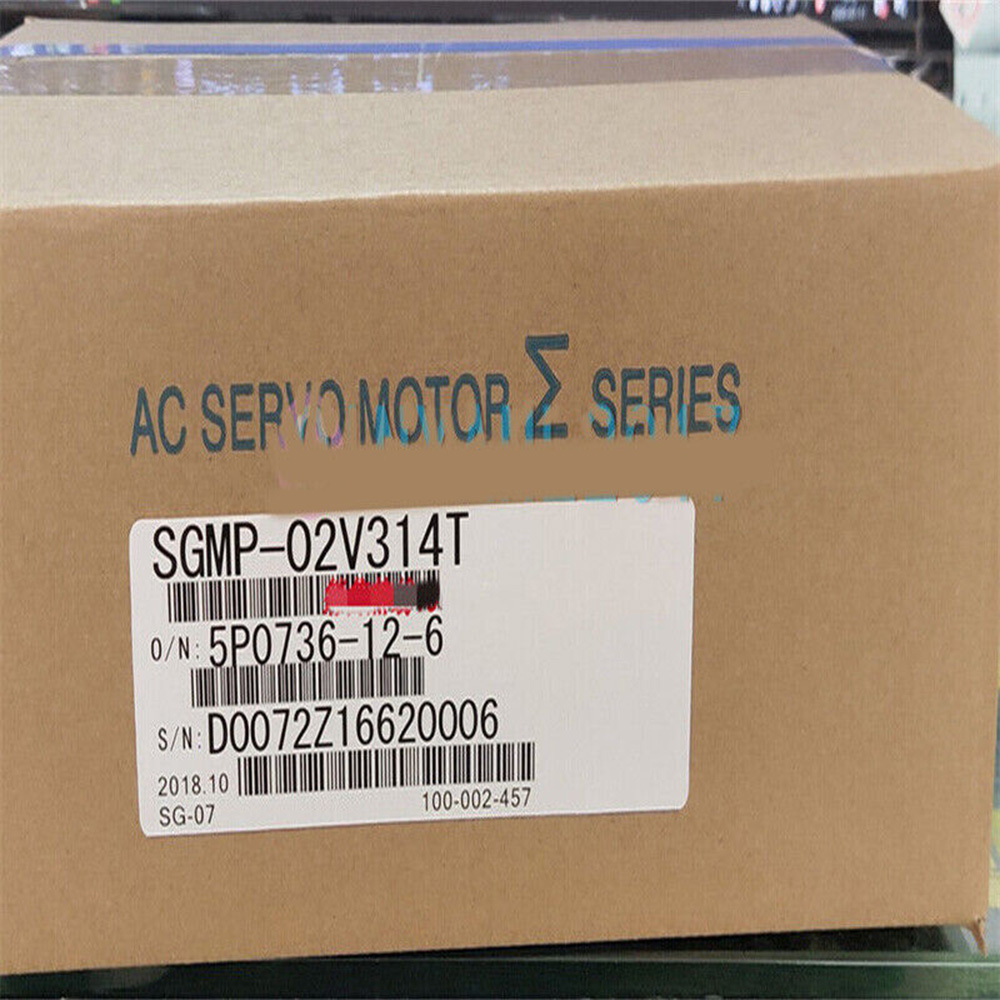 AC SERVO MOTOR Σ SERIES
SGMP-02V314T
O/N: 5P0736-12-6
S/N: D0072Z16620006
2018.10
SG-07 100-002-457